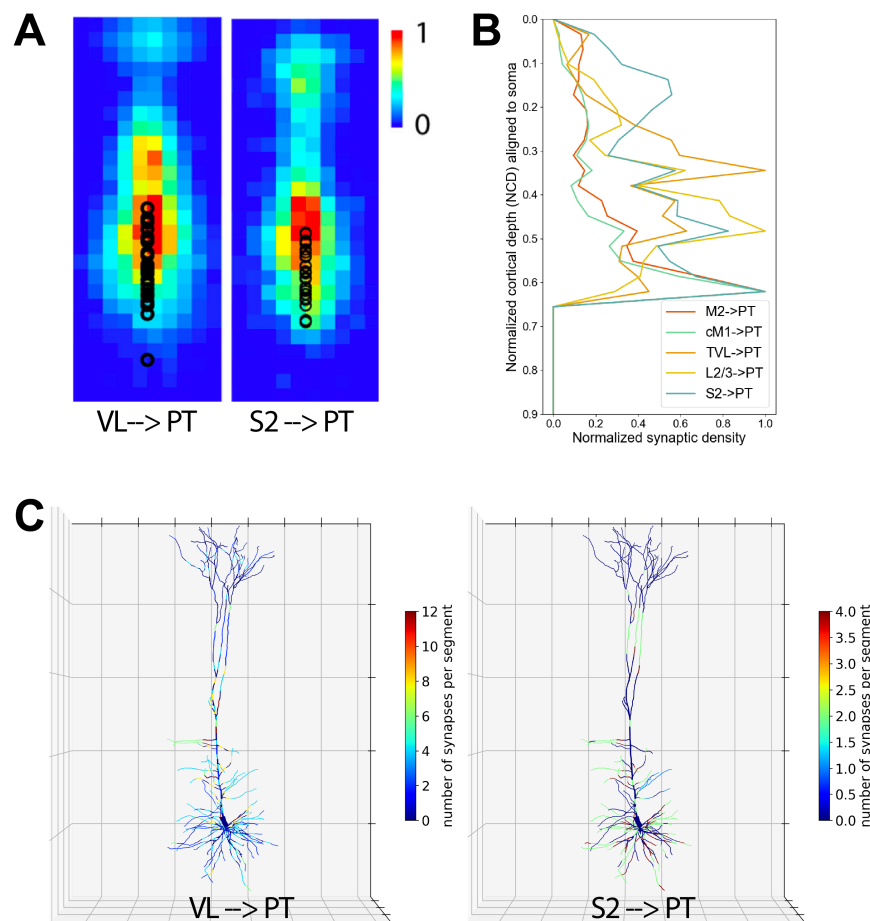 A
1
0
VL--> PT
S2 --> PT
B
Normalized cortical depth (NCD) aligned to soma
0.0
0.1
0.2
0.3
0.4
0.5
0.6
0.7
0.8
0.9
M2->PT
cM1->PT
TVL->PT
L2/3->PT
S2->PT
0.0
0.2
0.4
0.6
0.8
1.0
Normalized synaptic density
C
12
10
8
6
4
2
0
number of synapses per segment
VL --> PT
4.0
3.5
3.0
2.5
2.0
1.5
1.0
0.5
0.0
number of synapses per segment
S2 --> PT